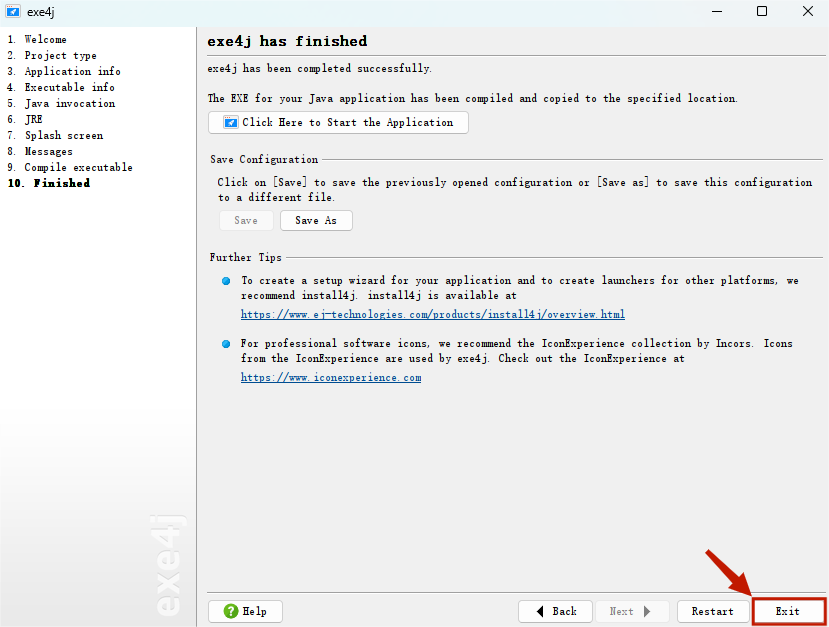 exe4j
1. Welcome
2. Project type
3. Application info
4. Executable info
5. Java invocation
6. JRE
7. Splash screen
8. Messages
9. Compile executable
10. Finished
exe4j
exe4j has finished
exe4j has been completed successfully.
The EXE for your Java application has been compiled and copied to the specified location.
Click Here to Start the Application
Save Configuration
Click on [Save] to save the previously opened configuration or [Save as] to save this configuration
to a different file.
Save Save As
Further Tips
To create a setup wizard for your application and to create launchers for other platforms, we
recommend install4j. install4j is available at
https://www.ej-technologies.com/products/install4j/overview.html
For professional software icons, we recommend the IconExperience collection by Incors. Icons
from the IconExperience are used by exe4j. Check out the IconExperience at
https://www.iconexperience.com
? Help Back Next Restart Exit